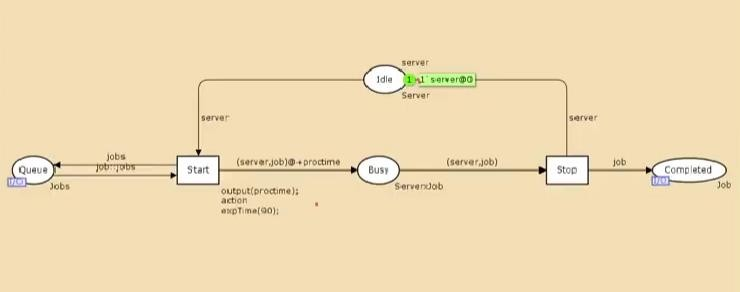 server
Idle
1
1`server@0
Server
server
server
jobs
job::jobs
Queue
I/O
Jobs
Start
(server,job)@+proctime
Busy
(server,job)
Stop
job
Completed
I/O
Job
ServerxJob
output(proctime);
action
expTime(90);